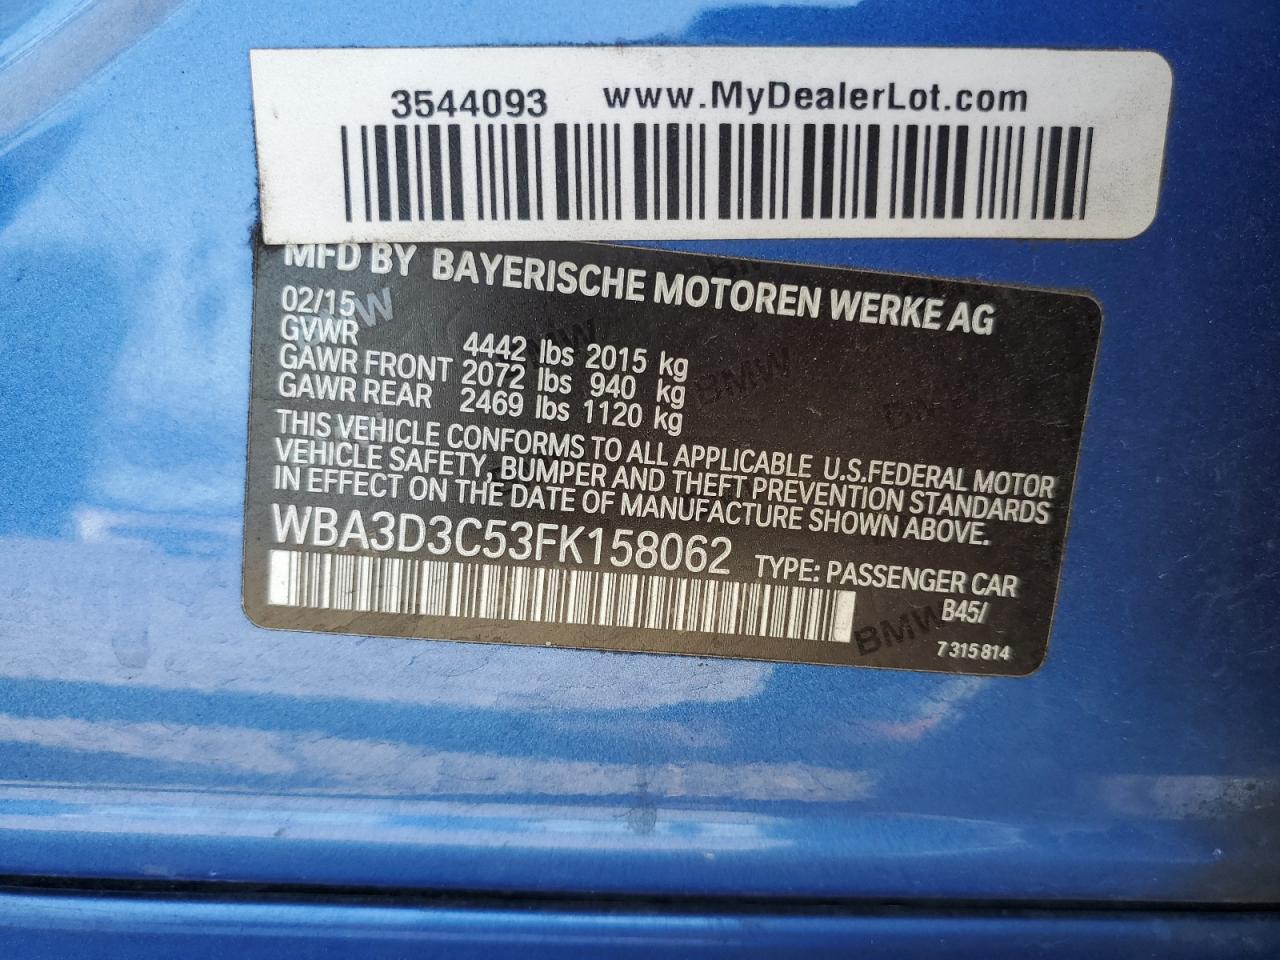 3544093 www.MyDealerLot.com
MFD BY BAYERISCHE MOTOREN WERKE AG
02/15
GVWR 4442 lbs 2015 kg
GAWR FRONT 2072 lbs 940 kg
GAWR REAR 2469 lbs 1120 kg
THIS VEHICLE CONFORMS TO ALL APPLICABLE U.S.FEDERAL MOTOR
VEHICLE SAFETY, BUMPER AND THEFT PREVENTION STANDARDS
IN EFFECT ON THE DATE OF MANUFACTURE SHOWN ABOVE.
WBA3D3C53FK158062 TYPE: PASSENGER CAR
B45/
BMW
7 315 814